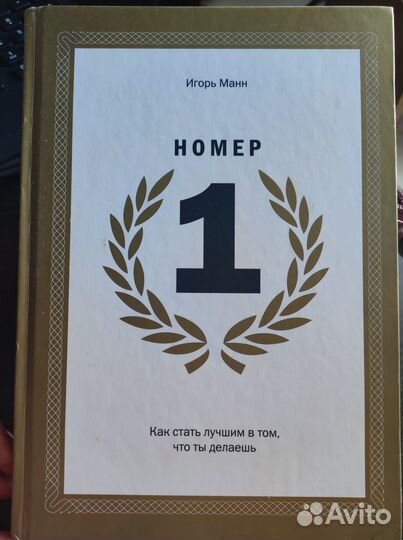 Игорь Манн
НОМЕР
1
Как стать лучшим в том,
что ты делаешь
Avito